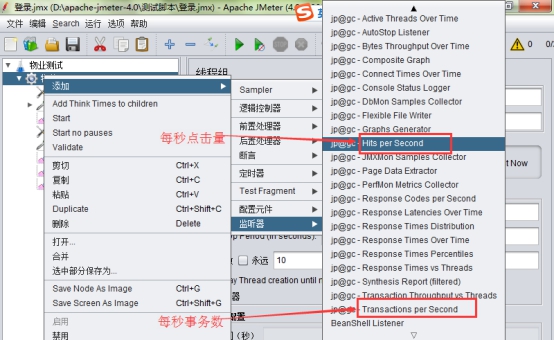 登录.jmx (D:\apache-jmeter-4.0\测试脚本\登录.jmx) - Apache JMeter (4.
文件 编辑 Search 运行 选项 帮助
0/
物业测试
线程组
添加
Add Think Times to children
Start
Start no pauses
Validate
剪切 Ctrl+X
复制 Ctrl+C
粘贴 Ctrl+V
Duplicate Ctrl+Shift+C
删除 Delete
打开...
合并
选中部分保存为...
Save Node As Image Ctrl+G
Save Screen As Image Ctrl+Shift+G
启用
禁用
Sampler
逻辑控制器
前置处理器
后置处理器
断言
定时器
Test Fragment
配置元件
监听器
jp@gc - Active Threads Over Time
jp@gc - AutoStop Listener
jp@gc - Bytes Throughput Over Time
jp@gc - Composite Graph
jp@gc - Connect Times Over Time
jp@gc - Console Status Logger
jp@gc - DbMon Samples Collector
jp@gc - Flexible File Writer
jp@gc - Graphs Generator
jp@gc - Hits per Second
jp@gc - JMXMon Samples Collector
jp@gc - Page Data Extractor
jp@gc - PerfMon Metrics Collector
jp@gc - Response Codes per Second
jp@gc - Response Latencies Over Time
jp@gc - Response Times Distribution
jp@gc - Response Times Over Time
jp@gc - Response Times Percentiles
jp@gc - Response Times vs Threads
jp@gc - Synthesis Report (filtered)
jp@gc - Transaction Throughput vs Threads
jp@gc - Transactions per Second
BeanShell Listener
每秒点击量
每秒事务数
Now
Period (in seconds):
永远 10
ay Thread creation until n
（秒）